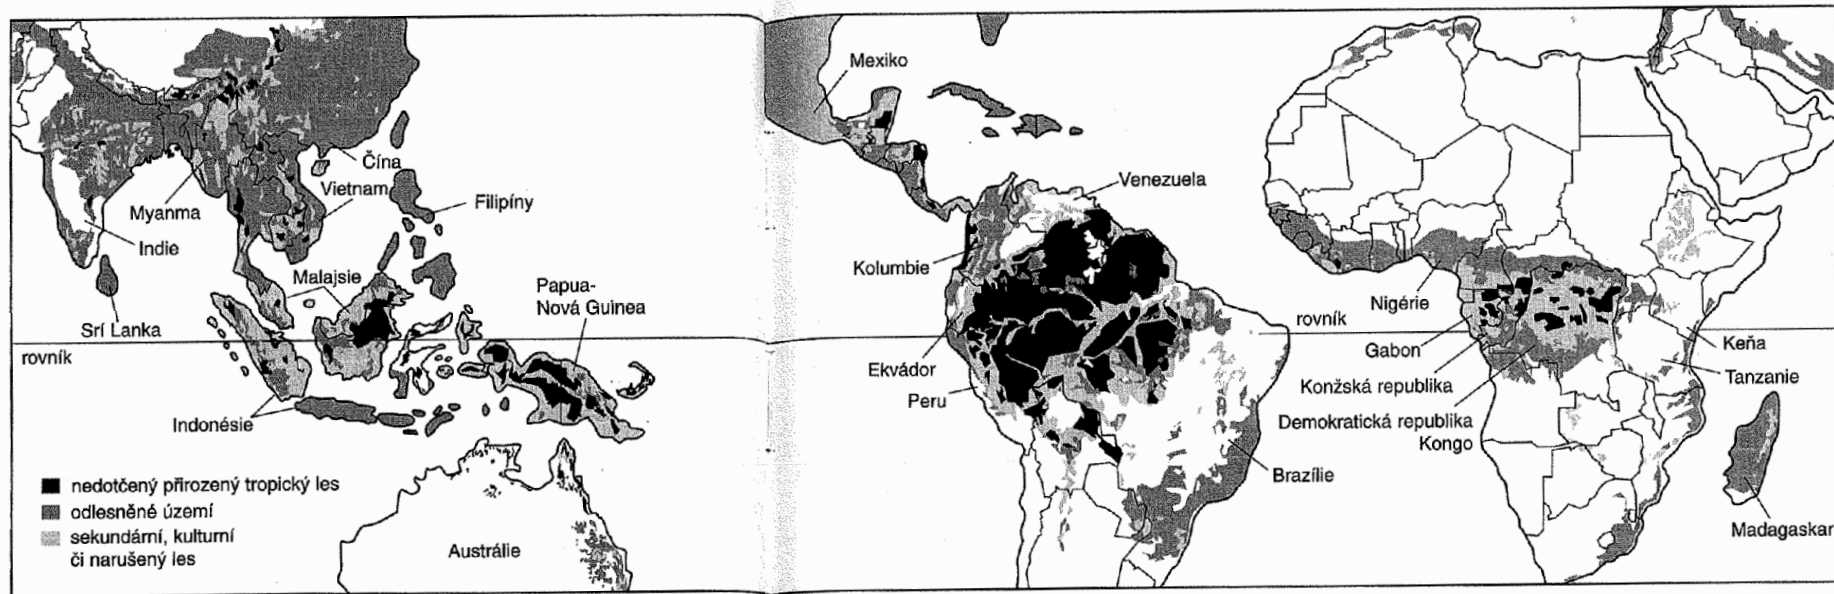 Mexiko
Čína
Vietnam
Venezuela
Myanma
Filipíny
Indie
Kolumbie
Malajsie
Papua-
Nová Guinea
Nigérie
Srí Lanka
rovník
rovník
Gabon
Keňa
Ekvádor
Konžská republika
Tanzanie
Peru
Indonésie
Demokratická republika
Kongo
Brazílie
Madagaskar
nedotčený přirozený tropický les
odlesněné území
sekundární, kulturní
či narušený les
Austrálie